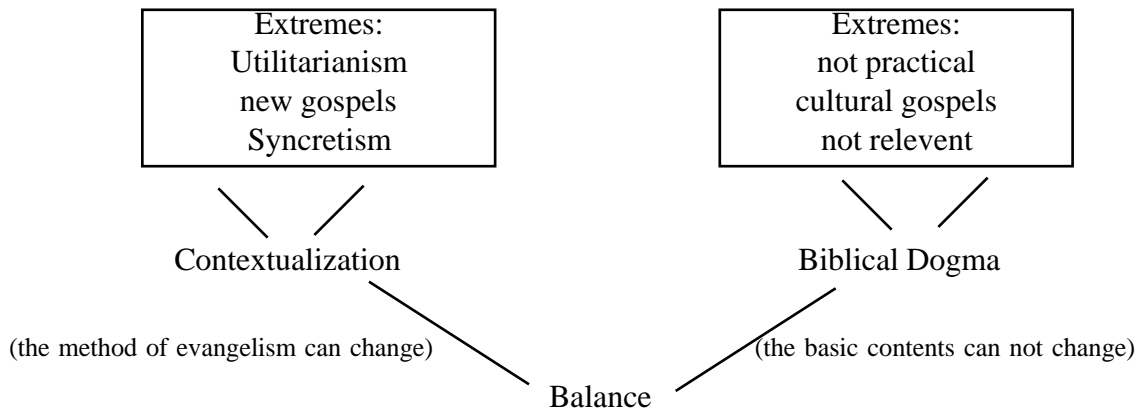 Extremes:
Utilitarianism
new gospels
Syncretism
Extremes:
not practical
cultural gospels
not relevent
Contextualization
Biblical Dogma
(the method of evangelism can change)
(the basic contents can not change)
Balance